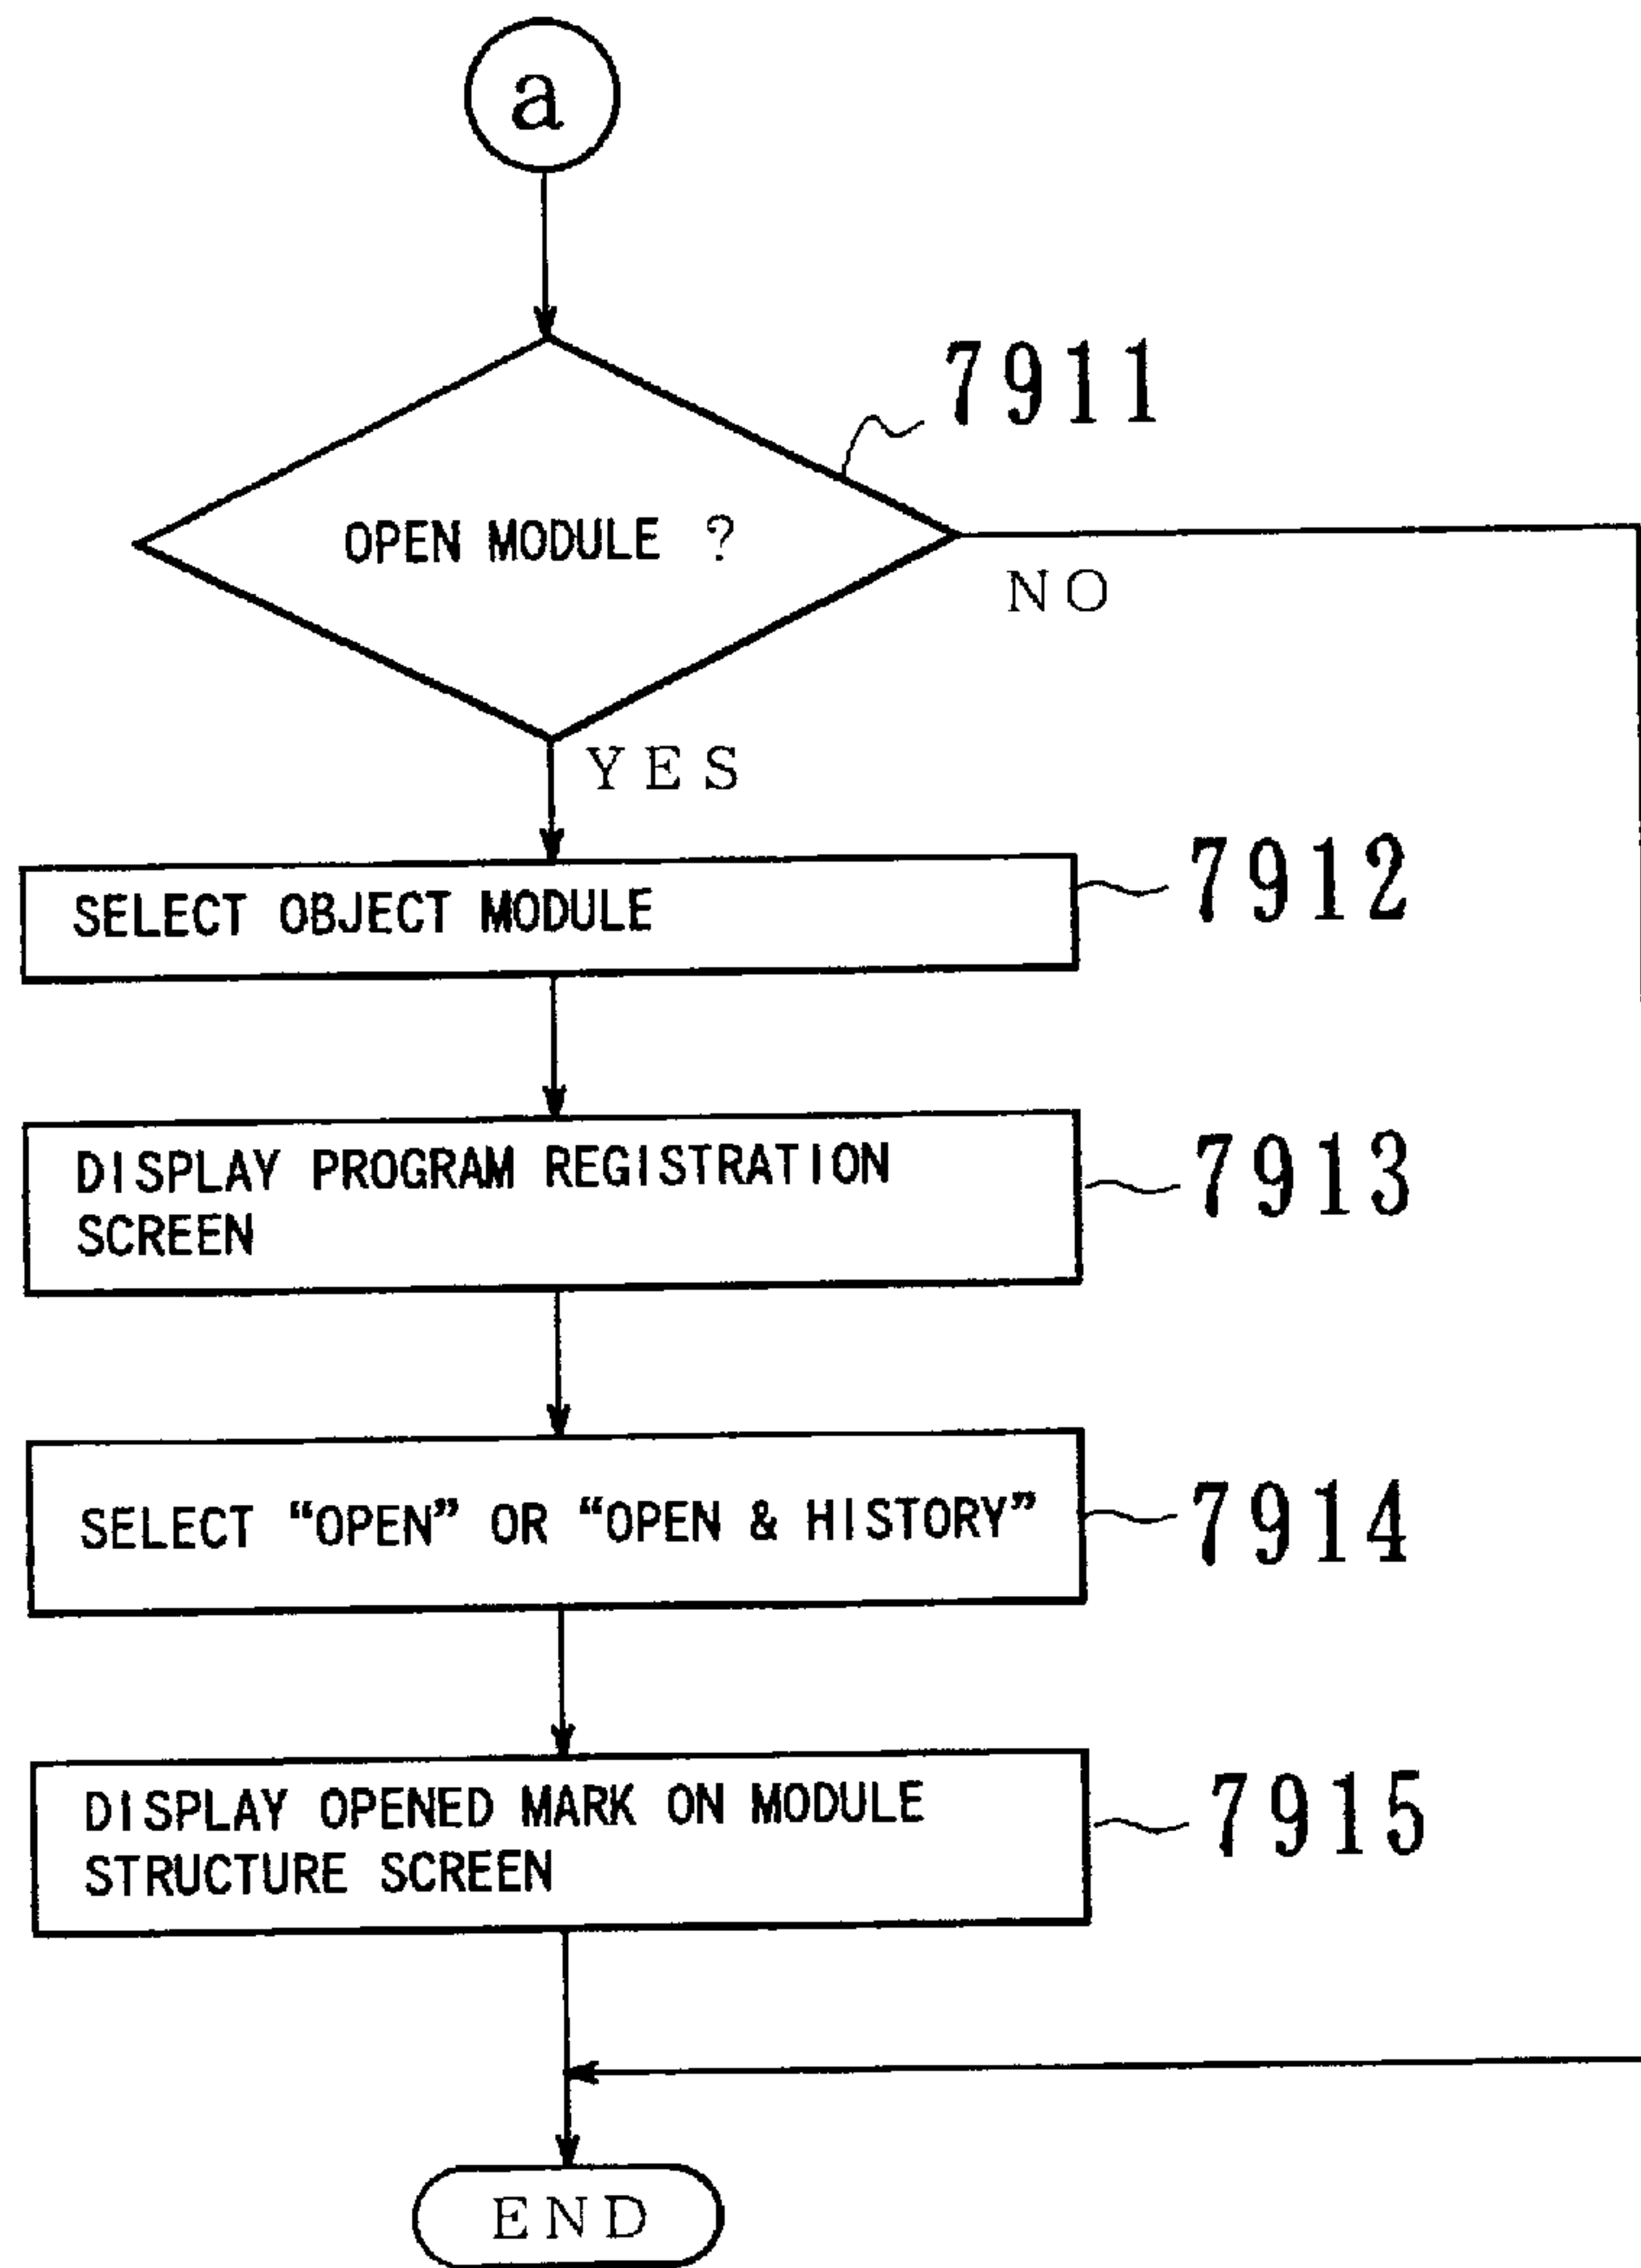 a
7911
OPEN MODULE ?
NO
YES
SELECT OBJECT MODULE
7912
DISPLAY PROGRAM REGISTRATION
SCREEN
7913
SELECT “OPEN” OR “OPEN & HISTORY”
7914
DISPLAY OPENED MARK ON MODULE
STRUCTURE SCREEN
7915
END